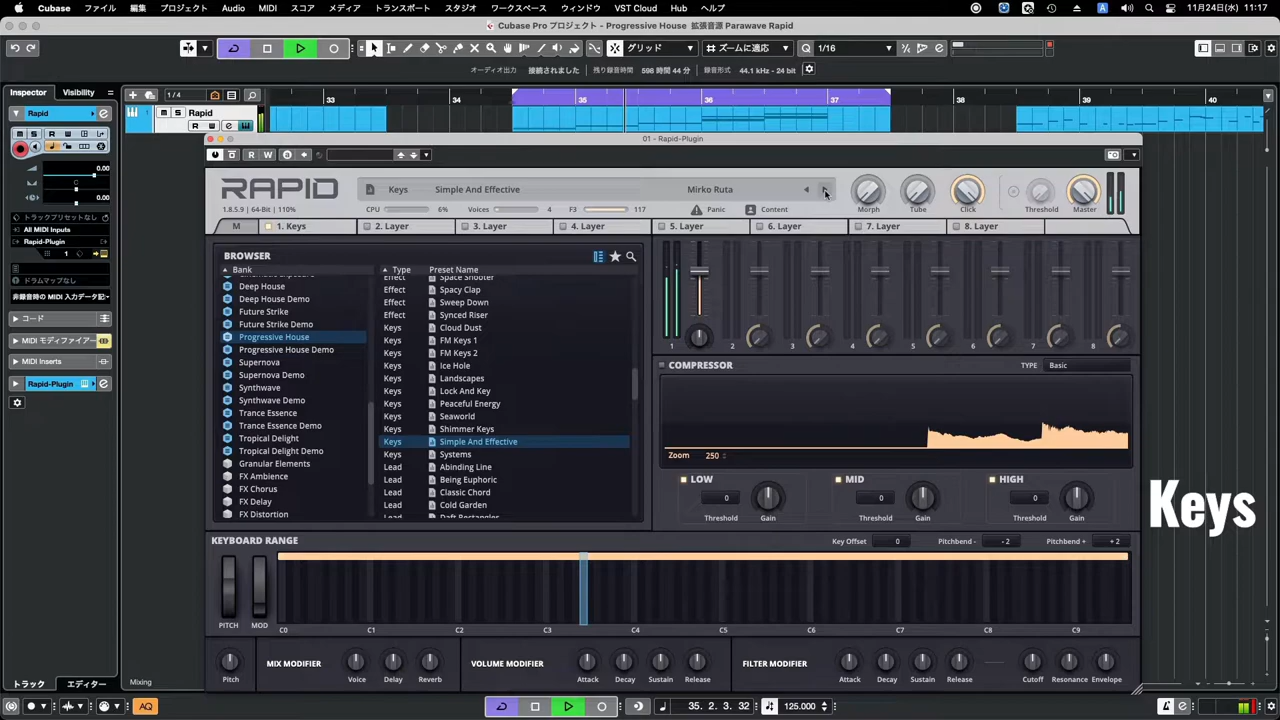 VST Cubase Pro ファイル 編集 プロジェクト Audio MIDI スコア メディア トランスポート スタジオ ワークスペース ウィンドウ VST Cloud Hub ヘルプ 11月24日(水) 11:17
Cubase Pro プロジェクト - Progressive House 拡張音源 Parawave Rapid
グリッド ズームに適応 1/16
オーディオ出力 接続されました 残り録音時間 598 時間 44 分 録音形式 44.1 kHz - 24 bit
Inspector Visibility 1 / 4 33 34 35 36 37 38 40
Rapid M S Rapid
R W
M S R W
0.00
0.00
トラックプリセットなし
All MIDI Inputs
Rapid-Plugin
1
ドラムマップなし
非録音時の MIDI 入力データ記
コード
MIDI モディファイアー
MIDI Inserts
Rapid-Plugin
トラック エディター
Mixing
01 - Rapid-Plugin
R W
RAPID Keys Simple And Effective Mirko Ruta
Morph Tube Click Threshold Master
1.8.5.9 | 64-Bit | 110% CPU 6% Voices 4 F3 117 Panic Content
M 1. Keys 2. Layer 3. Layer 4. Layer 5. Layer 6. Layer 7. Layer 8. Layer
BROWSER
Bank Type Preset Name
Effect Space Shooter
Deep House Effect Spacy Clap
Deep House Demo Effect Sweep Down
Future Strike Effect Synced Riser
Future Strike Demo Keys Cloud Dust
Progressive House Keys FM Keys 1
Progressive House Demo Keys FM Keys 2
Supernova Keys Ice Hole
Supernova Demo Keys Landscapes
Synthwave Keys Lock And Key
Synthwave Demo Keys Peaceful Energy
Trance Essence Keys Seaworld
Trance Essence Demo Keys Shimmer Keys
Tropical Delight Keys Simple And Effective
Tropical Delight Demo Keys Systems
Granular Elements Lead Abinding Line
FX Ambience Lead Being Euphoric
FX Chorus Lead Classic Chord
FX Delay Lead Cold Garden
FX Distortion Lead
1 2 3 4 5 6 7 8
COMPRESSOR TYPE Basic
Zoom 250
LOW MID HIGH
0 0 0
Threshold Gain Threshold Gain Threshold Gain
Keys
KEYBOARD RANGE Key Offset 0 Pitchbend - - 2 Pitchbend + + 2
PITCH MOD
C0 C1 C2 C3 C4 C5 C6 C7 C8 C9
MIX MODIFIER VOLUME MODIFIER FILTER MODIFIER
Pitch Voice Delay Reverb Attack Decay Sustain Release Attack Decay Sustain Release Cutoff Resonance Envelope
AQ 35. 2. 3. 32 125.000